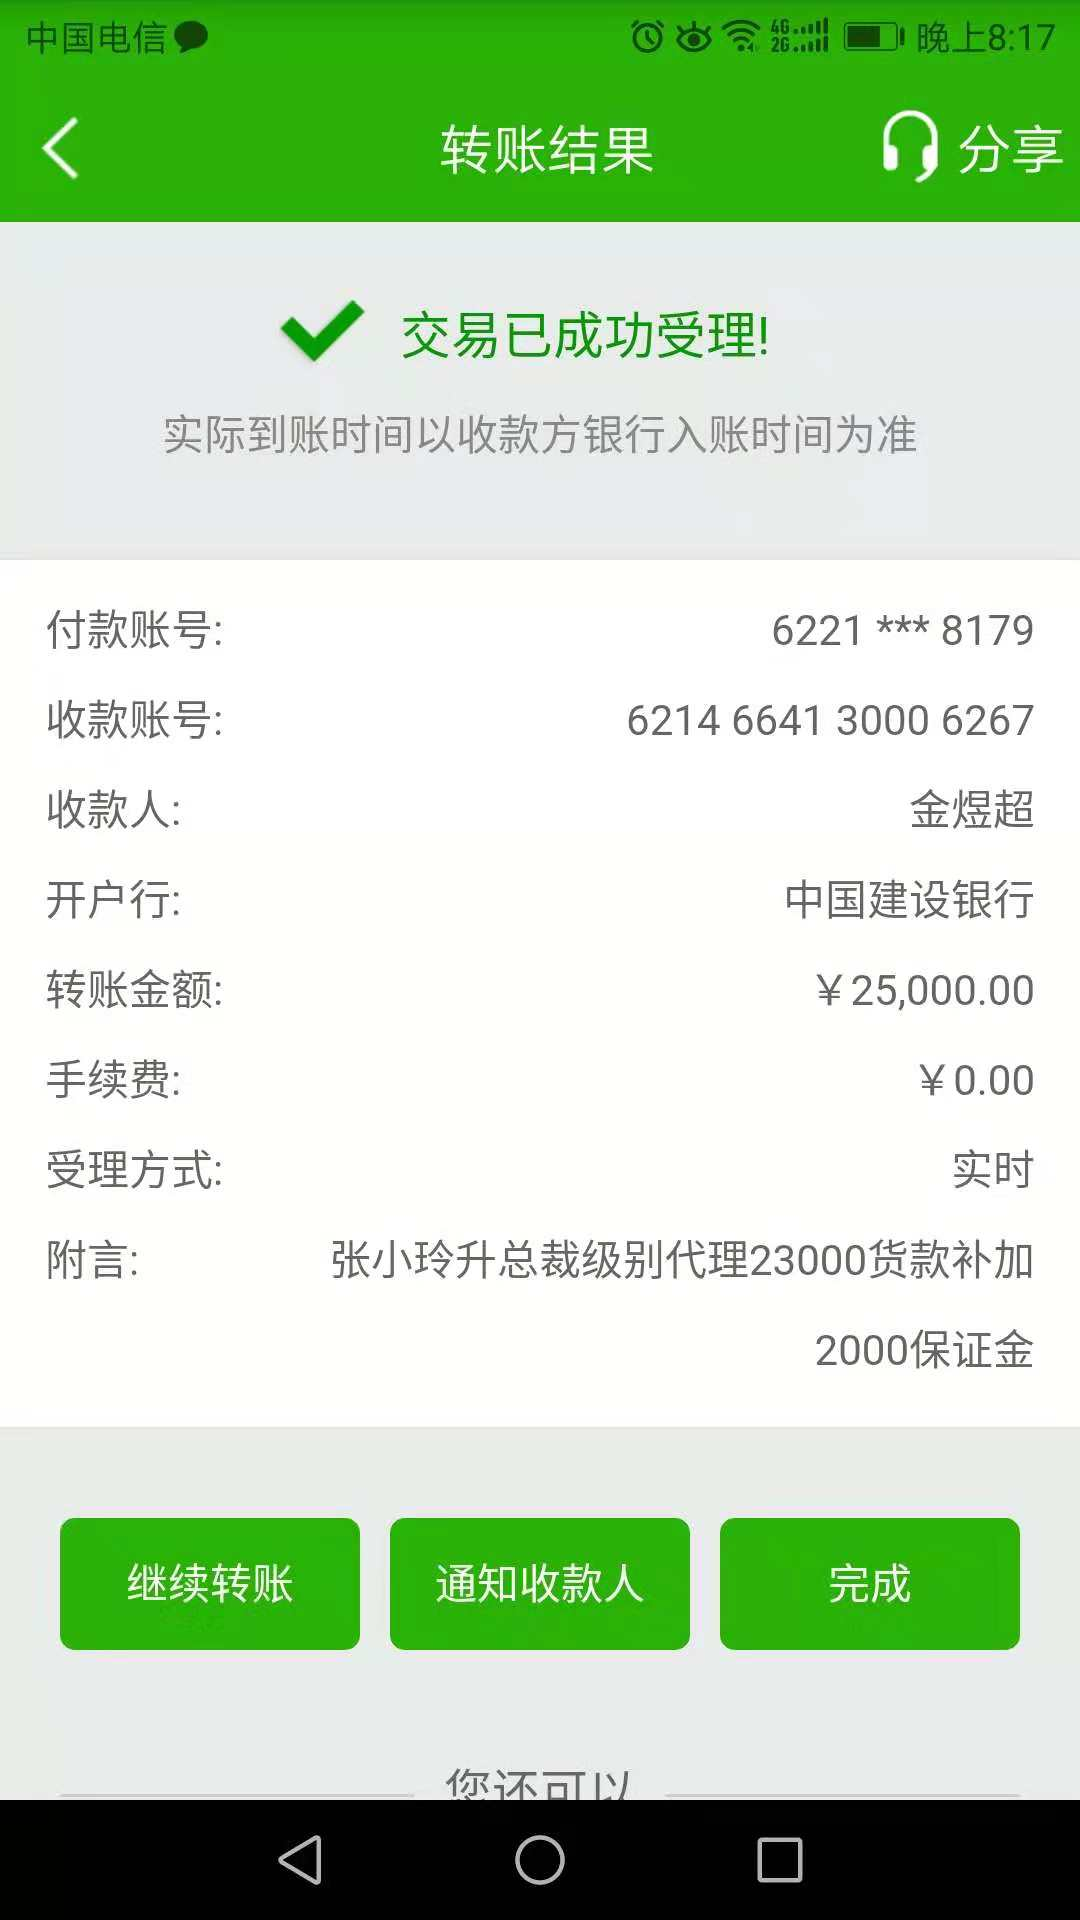 中国电信 4G 2G 晚上8:17
转账结果 分享
交易已成功受理!
实际到账时间以收款方银行入账时间为准
付款账号: 6221 *** 8179
收款账号: 6214 6641 3000 6267
收款人: 金煜超
开户行: 中国建设银行
转账金额: ￥25,000.00
手续费: ￥0.00
受理方式: 实时
附言: 张小玲升总裁级别代理23000货款补加
2000保证金
继续转账 通知收款人 完成
您还可以